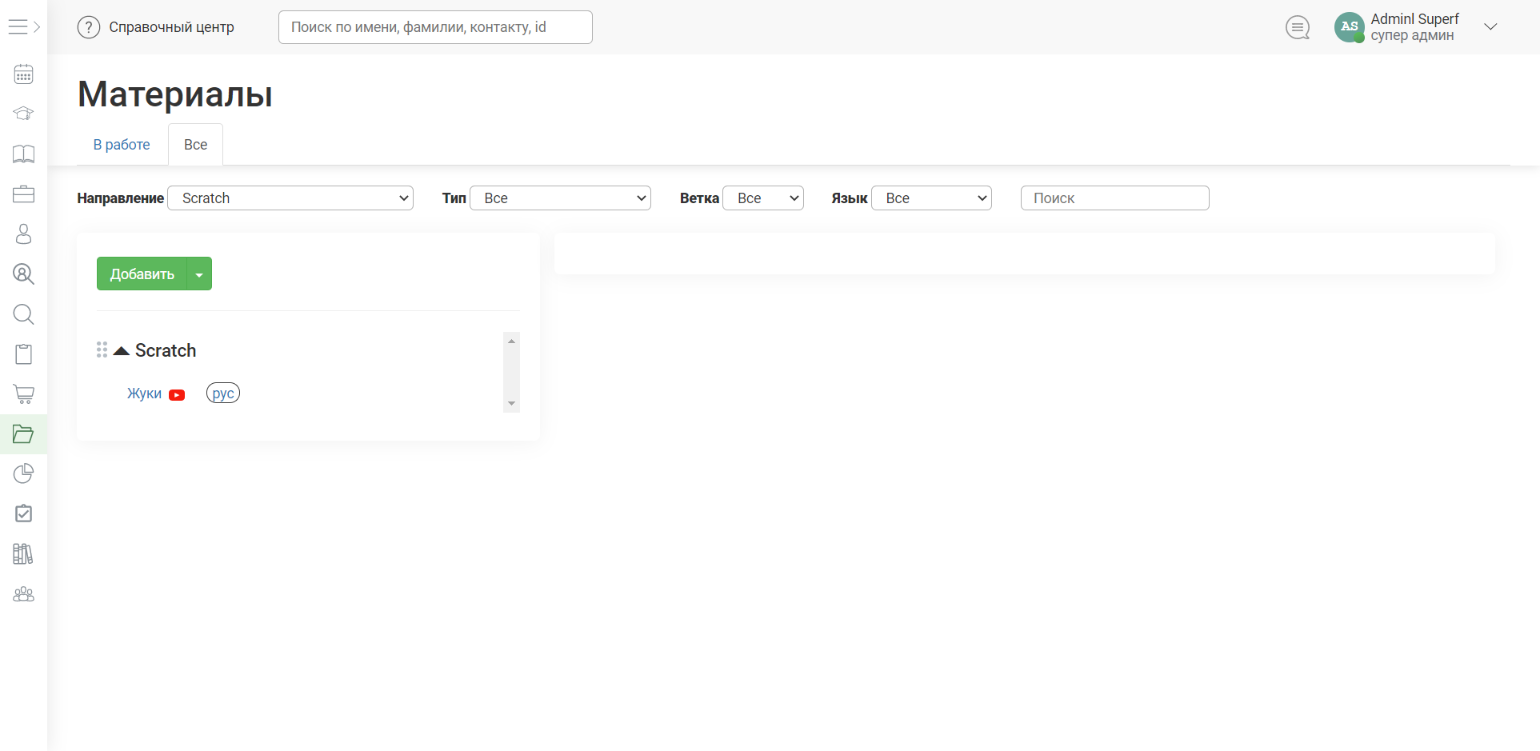 Справочный центр
Поиск по имени, фамилии, контакту, id
AS
AdminI Superf
супер админ
Материалы
В работе
Все
Направление Scratch
Тип Все
Ветка Все
Язык Все
Поиск
Добавить
Scratch
Жуки
рус